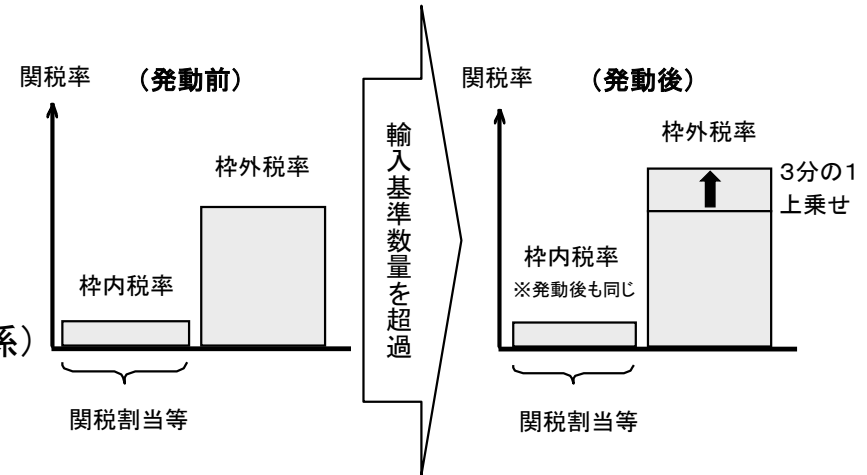 関税率 (発動前)
枠外税率
枠内税率
系)
関税割当等
輸入基準数量を超過
関税率 (発動後)
枠外税率
3分の1
上乗せ
枠内税率
※発動後も同じ
関税割当等